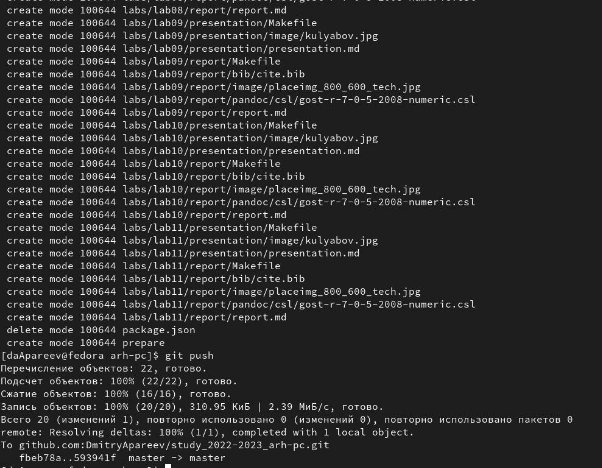 create mode 100644 labs/lab08/report/pandoc/csl/gost-r-7-0-5-2008-numeric.csl
create mode 100644 labs/lab08/report/report.md
create mode 100644 labs/lab09/presentation/Makefile
create mode 100644 labs/lab09/presentation/image/kulyabov.jpg
create mode 100644 labs/lab09/presentation/presentation.md
create mode 100644 labs/lab09/report/Makefile
create mode 100644 labs/lab09/report/bib/cite.bib
create mode 100644 labs/lab09/report/image/placeimg_800_600_tech.jpg
create mode 100644 labs/lab09/report/pandoc/csl/gost-r-7-0-5-2008-numeric.csl
create mode 100644 labs/lab09/report/report.md
create mode 100644 labs/lab10/presentation/Makefile
create mode 100644 labs/lab10/presentation/image/kulyabov.jpg
create mode 100644 labs/lab10/presentation/presentation.md
create mode 100644 labs/lab10/report/Makefile
create mode 100644 labs/lab10/report/bib/cite.bib
create mode 100644 labs/lab10/report/image/placeimg_800_600_tech.jpg
create mode 100644 labs/lab10/report/pandoc/csl/gost-r-7-0-5-2008-numeric.csl
create mode 100644 labs/lab10/report/report.md
create mode 100644 labs/lab11/presentation/Makefile
create mode 100644 labs/lab11/presentation/image/kulyabov.jpg
create mode 100644 labs/lab11/presentation/presentation.md
create mode 100644 labs/lab11/report/Makefile
create mode 100644 labs/lab11/report/bib/cite.bib
create mode 100644 labs/lab11/report/image/placeimg_800_600_tech.jpg
create mode 100644 labs/lab11/report/pandoc/csl/gost-r-7-0-5-2008-numeric.csl
create mode 100644 labs/lab11/report/report.md
delete mode 100644 package.json
create mode 100644 prepare
[daApareev@fedora arh-pc]$ git push
Перечисление объектов: 22, готово.
Подсчет объектов: 100% (22/22), готово.
Сжатие объектов: 100% (16/16), готово.
Запись объектов: 100% (20/20), 310.95 КиБ | 2.39 МиБ/с, готово.
Всего 20 (изменений 1), повторно использовано 0 (изменений 0), повторно использовано пакетов 0
remote: Resolving deltas: 100% (1/1), completed with 1 local object.
To github.com:DmitryApareev/study_2022-2023_arh-pc.git
fbeb78a..593941f master -> master